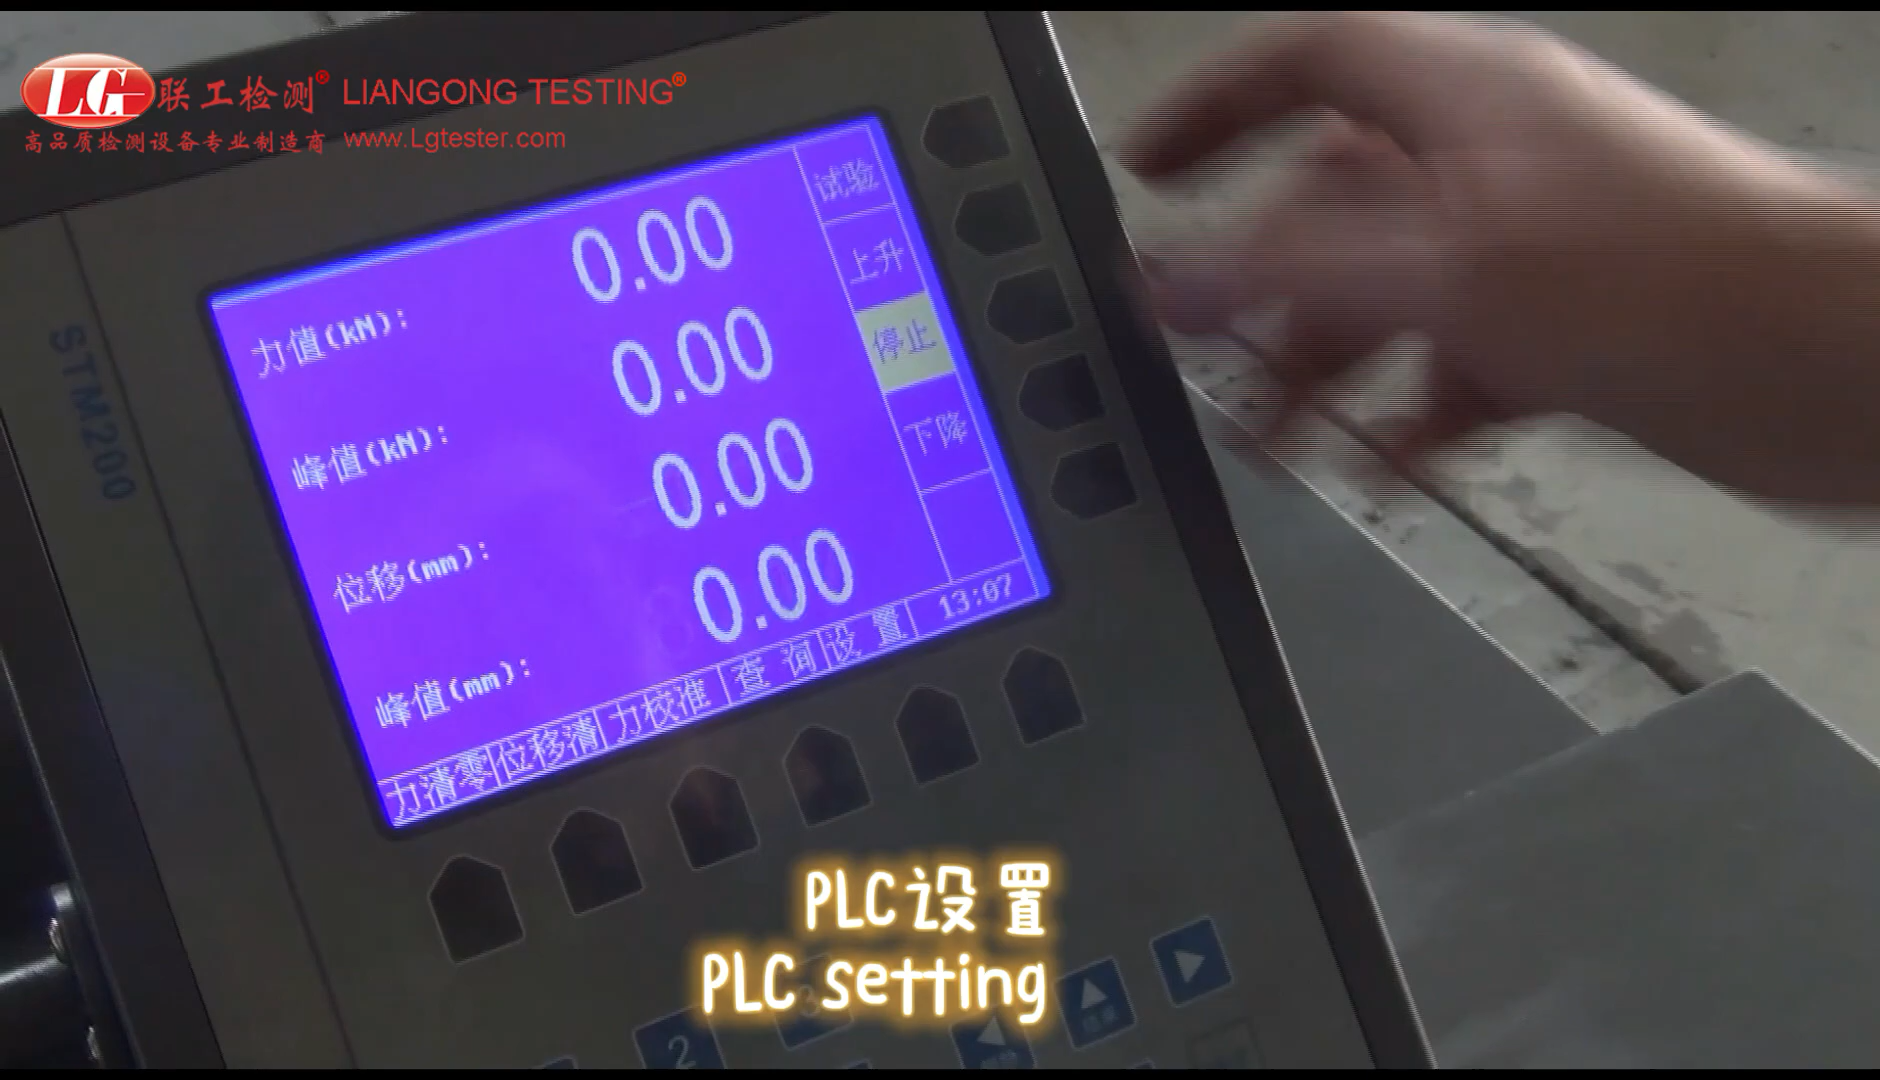 LG 联工检测® LIANGONG TESTING®
高品质检测设备专业制造商 www.Lgtester.com
STM200
力值(kN): 0.00
峰值(kN): 0.00
位移(mm): 0.00
峰值(mm): 0.00
试验
上升
停止
下降
力清零 位移清 力校准 查询 设置 13:07
PLC设置
PLC setting
2
3